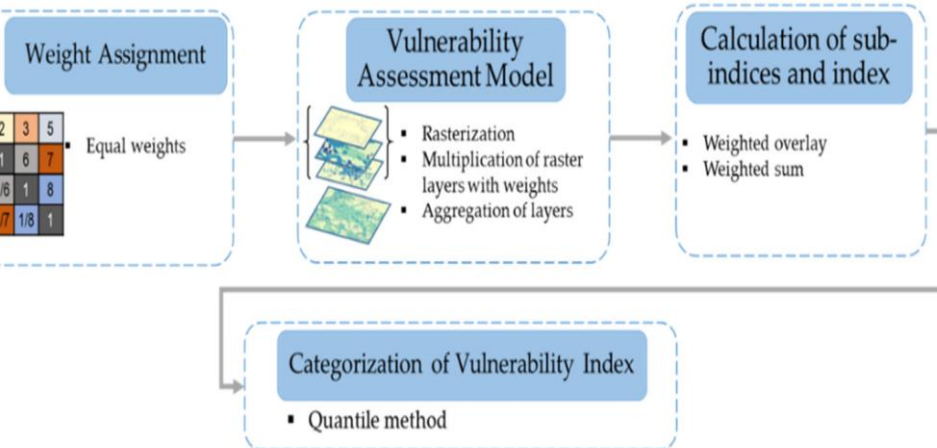 Weight Assignment
2 3 5
1 6 7
/6 1 8
/7 1/8 1
▪ Equal weights
Vulnerability
Assessment Model
▪ Rasterization
▪ Multiplication of raster
layers with weights
▪ Aggregation of layers
Calculation of sub-
indices and index
▪ Weighted overlay
▪ Weighted sum
Categorization of Vulnerability Index
▪ Quantile method